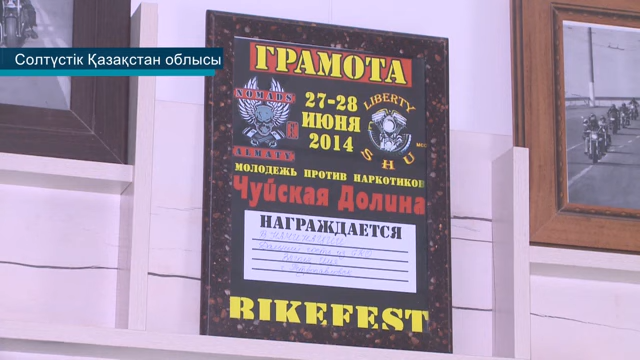 Солтүстік Қазақстан облысы
ГРАМОТА
NOMADS
ALMATY
27-28
ИЮНЯ
2014
LIBERTY
SHU
МОЛОДЕЖЬ ПРОТИВ НАРКОТИКОВ
Чуйская Долина
НАГРАЖДАЕТСЯ
BIKEFEST